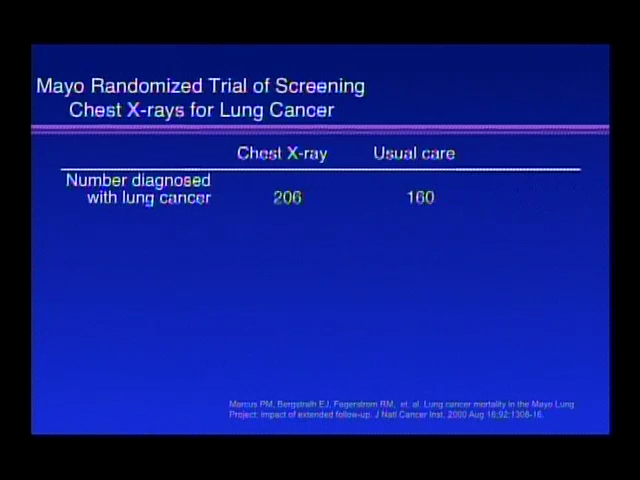 Mayo Randomized Trial of Screening
Chest X-rays for Lung Cancer
Chest X-ray Usual care
Number diagnosed
with lung cancer 206 160
Marcus PM, Bergstralh EJ, Fagerstrom RM, et. al. Lung cancer mortality in the Mayo Lung
Project: impact of extended follow-up. J Natl Cancer Inst. 2000 Aug 16;92:1308-16.